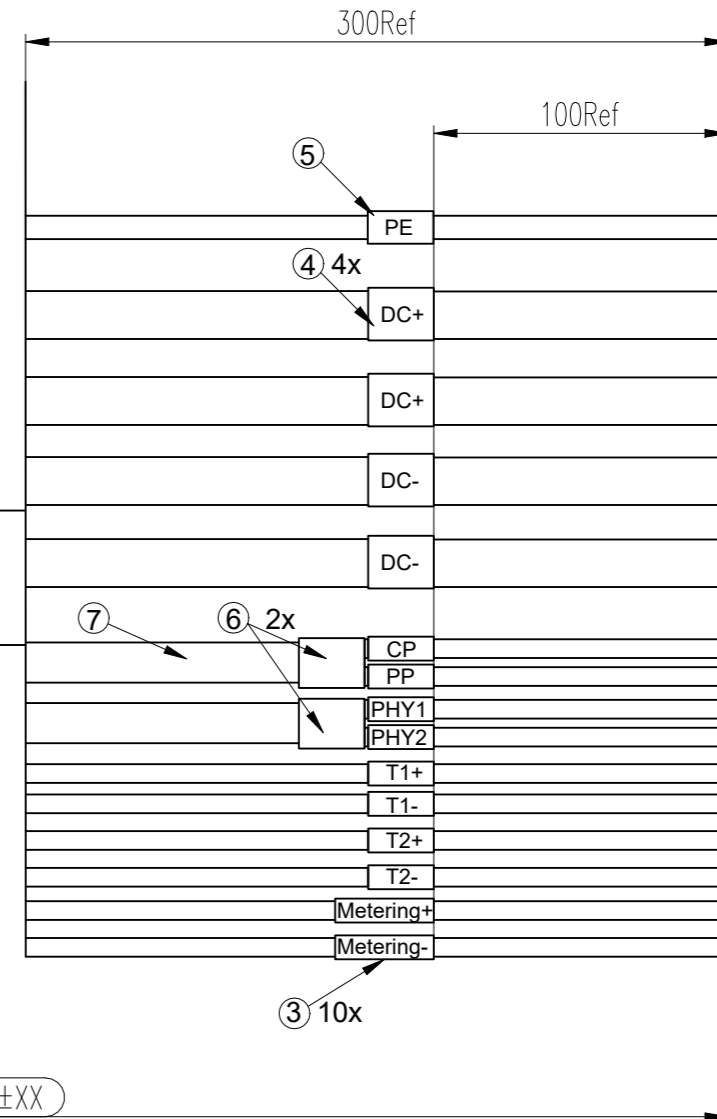 300Ref
100Ref
5
PE
4 4x
DC+
DC+
DC-
DC-
7
6 2x
CP
PP
PHY1
PHY2
T1+
T1-
T2+
T2-
Metering+
Metering-
3 10x
±XX